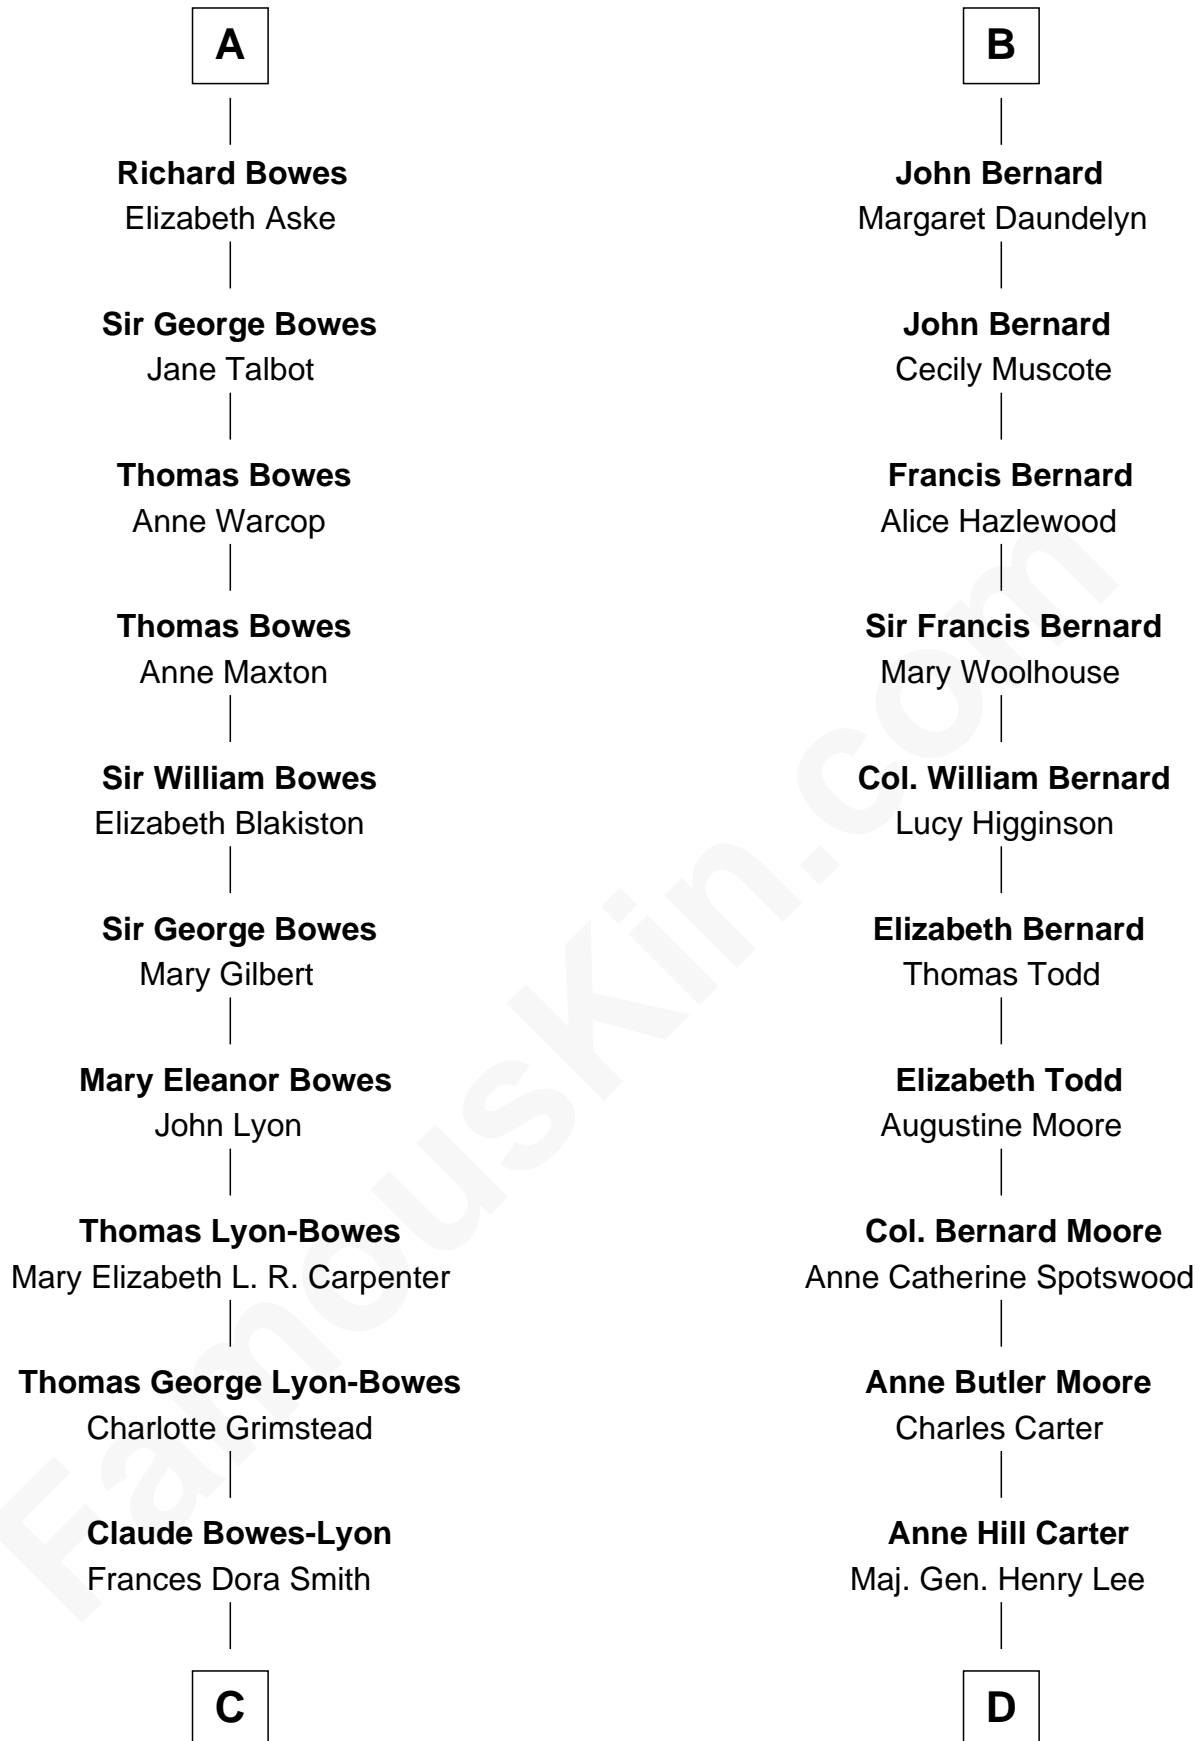 A
Richard Bowes
Elizabeth Aske
Sir George Bowes
Jane Talbot
Thomas Bowes
Anne Warcop
Thomas Bowes
Anne Maxton
Sir William Bowes
Elizabeth Blakiston
Sir George Bowes
Mary Gilbert
Mary Eleanor Bowes
John Lyon
Thomas Lyon-Bowes
Mary Elizabeth L. R. Carpenter
Thomas George Lyon-Bowes
Charlotte Grimstead
Claude Bowes-Lyon
Frances Dora Smith
C
B
John Bernard
Margaret Daundelyn
John Bernard
Cecily Muscote
Francis Bernard
Alice Hazlewood
Sir Francis Bernard
Mary Woolhouse
Col. William Bernard
Lucy Higginson
Elizabeth Bernard
Thomas Todd
Elizabeth Todd
Augustine Moore
Col. Bernard Moore
Anne Catherine Spotswood
Anne Butler Moore
Charles Carter
Anne Hill Carter
Maj. Gen. Henry Lee
D
FamousKin.com